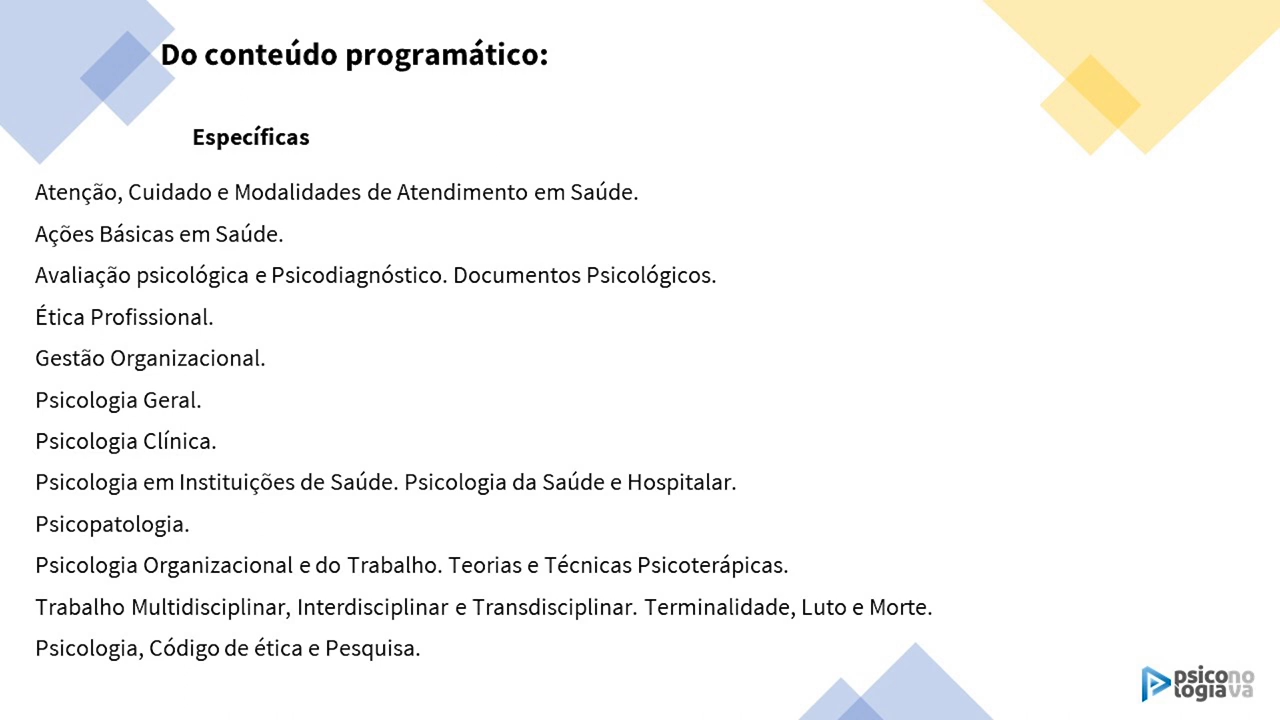 Do conteúdo programático:
Específicas
Atenção, Cuidado e Modalidades de Atendimento em Saúde.
Ações Básicas em Saúde.
Avaliação psicológica e Psicodiagnóstico. Documentos Psicológicos.
Ética Profissional.
Gestão Organizacional.
Psicologia Geral.
Psicologia Clínica.
Psicologia em Instituições de Saúde. Psicologia da Saúde e Hospitalar.
Psicopatologia.
Psicologia Organizacional e do Trabalho. Teorias e Técnicas Psicoterápicas.
Trabalho Multidisciplinar, Interdisciplinar e Transdisciplinar. Terminalidade, Luto e Morte.
Psicologia, Código de ética e Pesquisa.
psicono
logiava